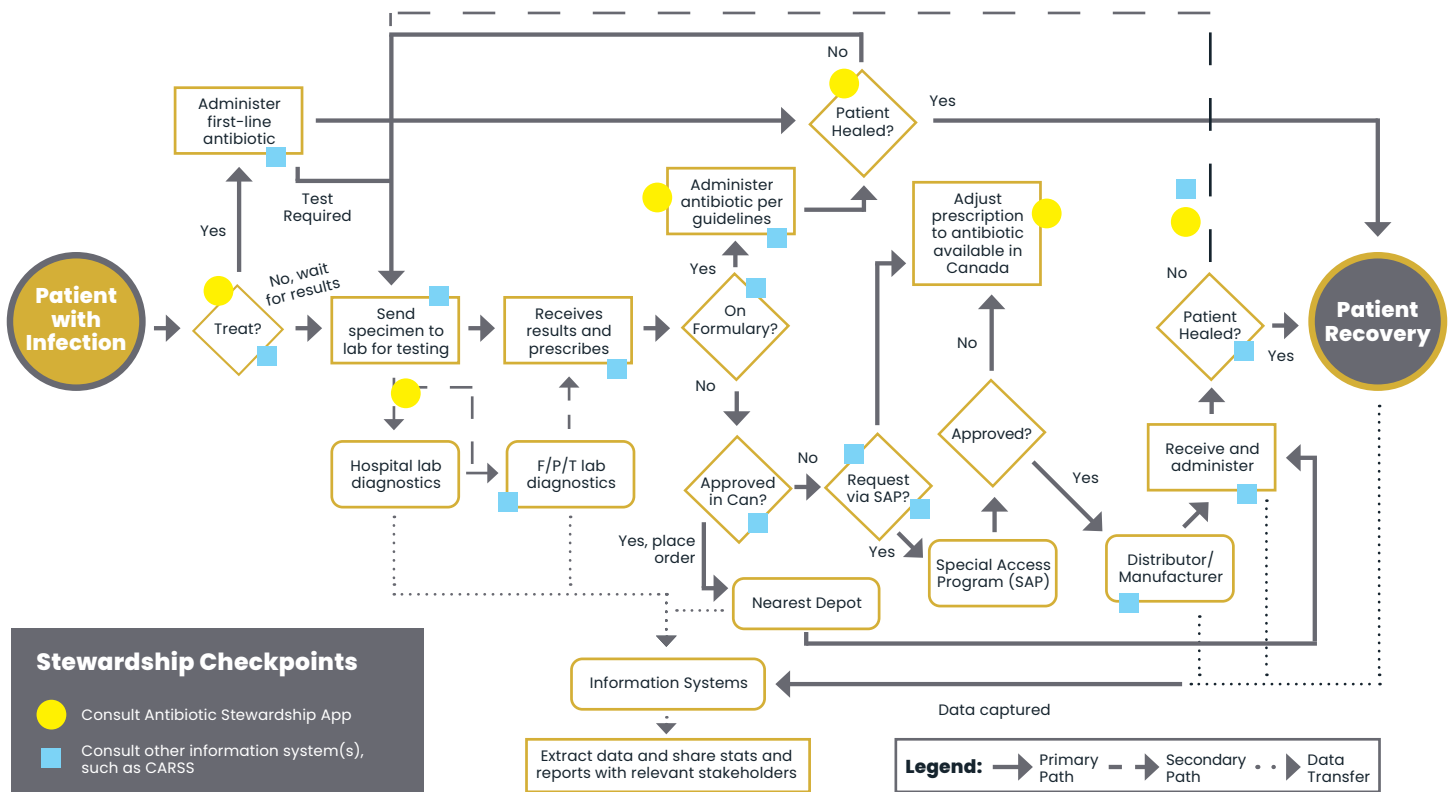 No
Administer
first-line
antibiotic
Patient
Healed?
Yes
Test
Required
Administer
antibiotic per
guidelines
Adjust
prescription
to antibiotic
available in
Canada
Yes
No, wait
for results
Yes
No
Patient
with
Infection
Treat?
Send
specimen to
lab for testing
Receives
results and
prescribes
On
Formulary?
Patient
Healed?
Yes
Patient
Recovery
No
No
Hospital lab
diagnostics
F/P/T lab
diagnostics
Approved
in Can?
No
Request
via SAP?
Approved?
Yes
Receive and
administer
Yes, place
order
Yes
Special Access
Program (SAP)
Distributor/
Manufacturer
Nearest Depot
Information Systems
Data captured
Extract data and share stats and
reports with relevant stakeholders
Stewardship Checkpoints
Consult Antibiotic Stewardship App
Consult other information system(s),
such as CARSS
Legend:
Primary
Path
Secondary
Path
Data
Transfer